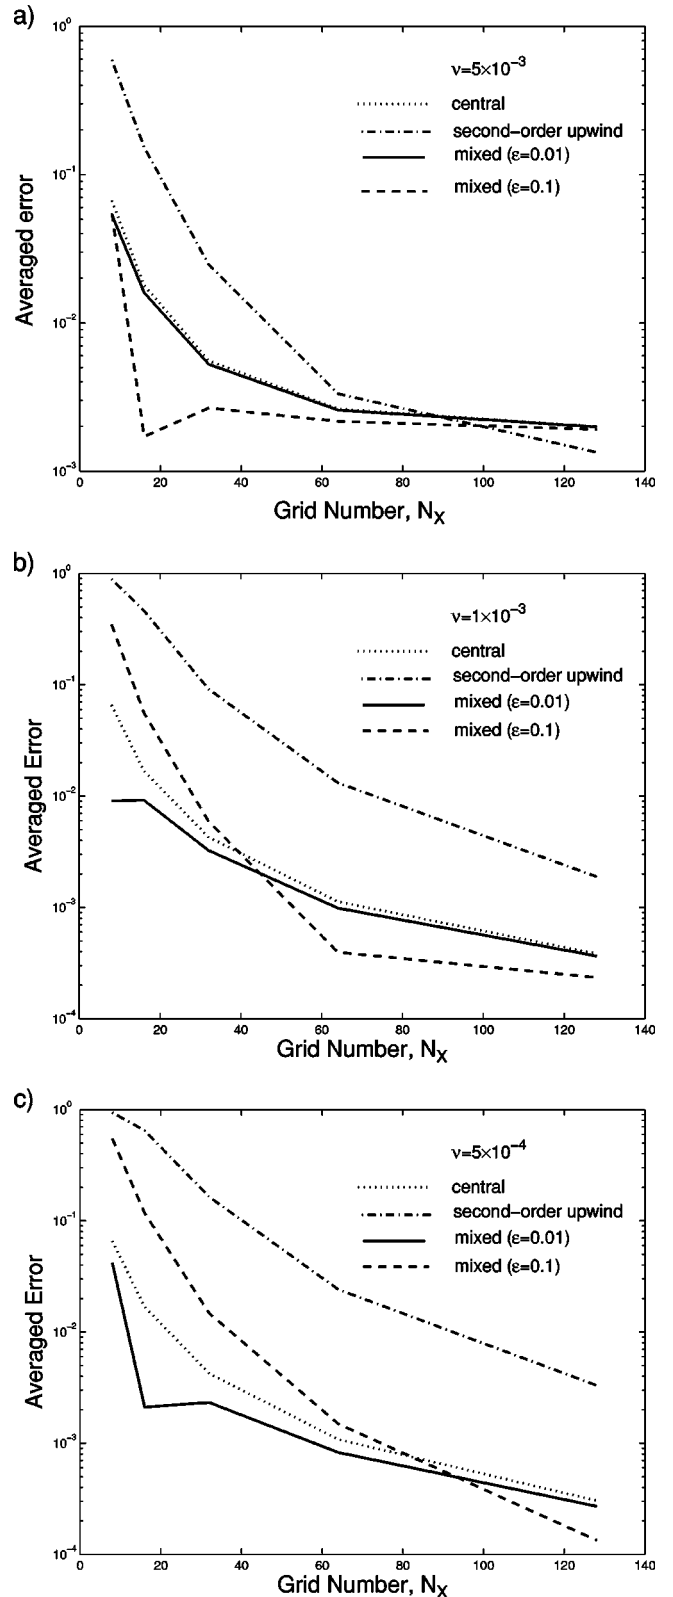 a)
10⁰
10⁻¹
10⁻²
10⁻³
Averaged error
ν=5×10⁻³
central
second−order upwind
mixed (ε=0.01)
mixed (ε=0.1)
0 20 40 60 80 100 120 140
Grid Number, Nₓ
b)
10⁰
10⁻¹
10⁻²
10⁻³
10⁻⁴
Averaged Error
ν=1×10⁻³
central
second−order upwind
mixed (ε=0.01)
mixed (ε=0.1)
0 20 40 60 80 100 120 140
Grid Number, Nₓ
c)
10⁰
10⁻¹
10⁻²
10⁻³
10⁻⁴
Averaged Error
ν=5×10⁻⁴
central
second−order upwind
mixed (ε=0.01)
mixed (ε=0.1)
0 20 40 60 80 100 120 140
Grid Number, Nₓ